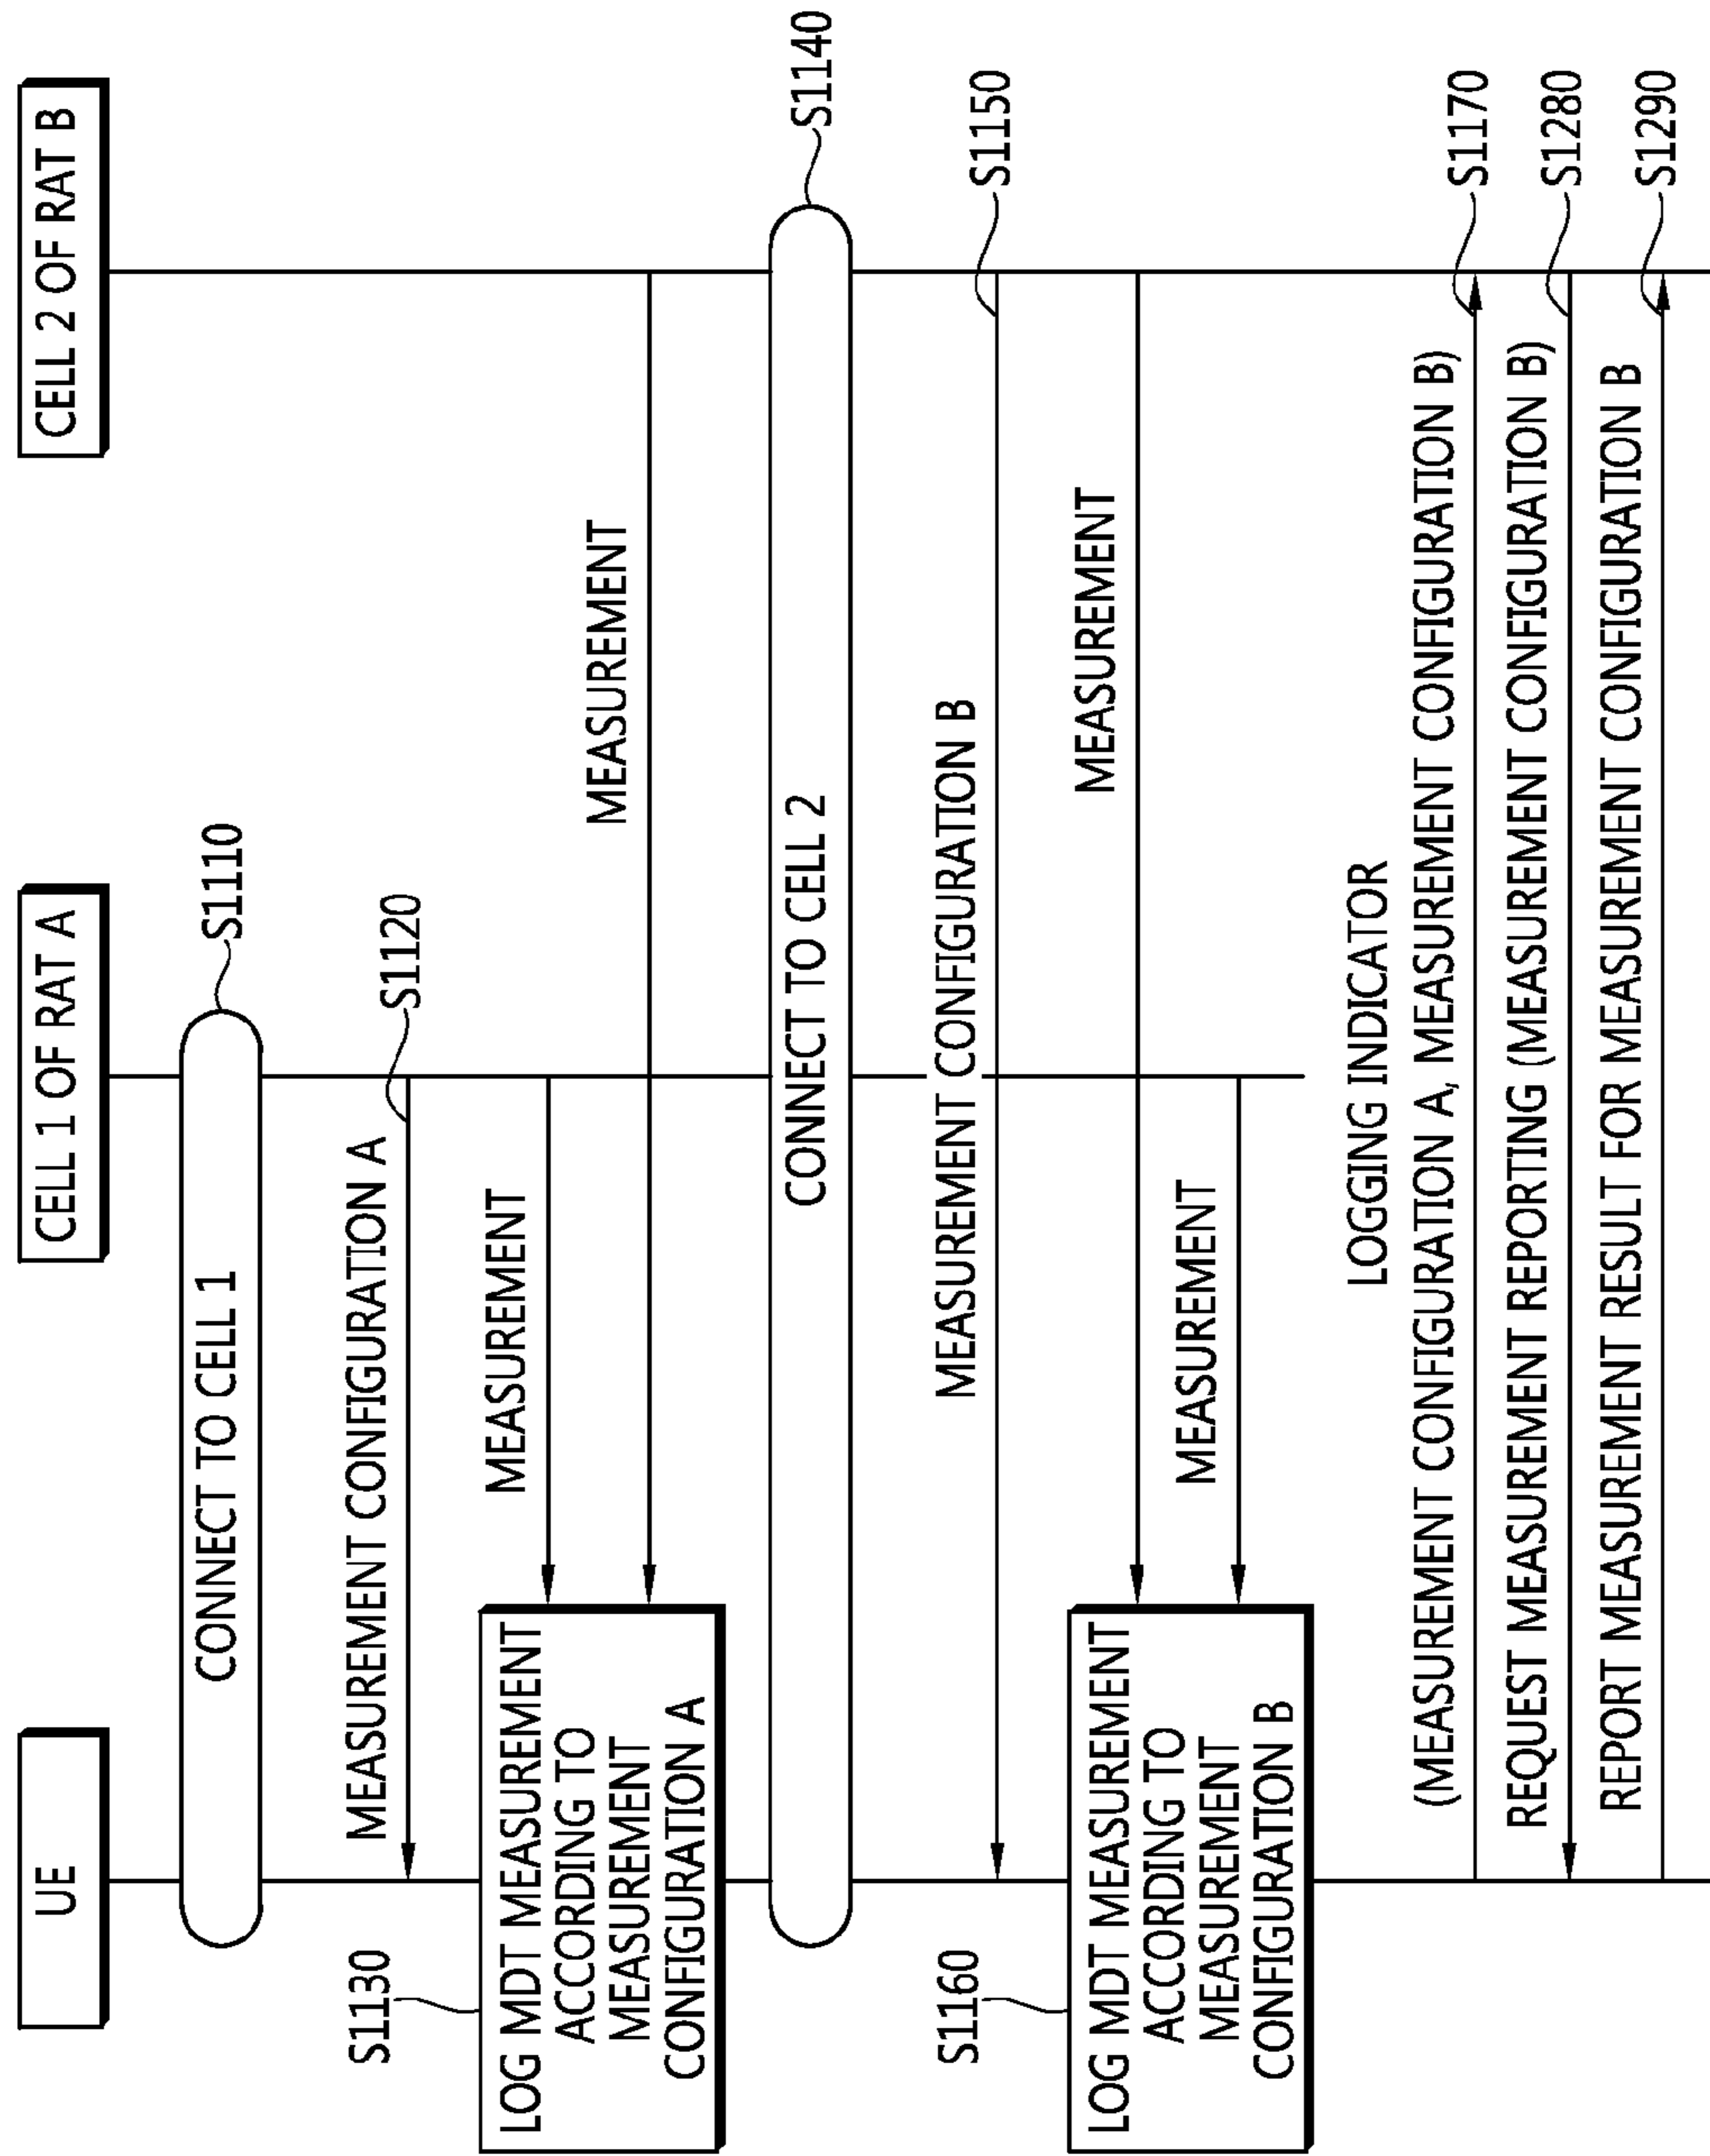 UE
CELL 1 OF RAT A
CELL 2 OF RAT B
CONNECT TO CELL 1
S1110
MEASUREMENT CONFIGURATION A
S1120
S1130
LOG MDT MEASUREMENT
ACCORDING TO
MEASUREMENT
CONFIGURATION A
MEASUREMENT
MEASUREMENT
CONNECT TO CELL 2
S1140
MEASUREMENT CONFIGURATION B
S1150
S1160
LOG MDT MEASUREMENT
ACCORDING TO
MEASUREMENT
CONFIGURATION B
MEASUREMENT
MEASUREMENT
LOGGING INDICATOR
(MEASUREMENT CONFIGURATION A, MEASUREMENT CONFIGURATION B)
S1170
REQUEST MEASUREMENT REPORTING (MEASUREMENT CONFIGURATION B)
S1280
REPORT MEASUREMENT RESULT FOR MEASUREMENT CONFIGURATION B
S1290